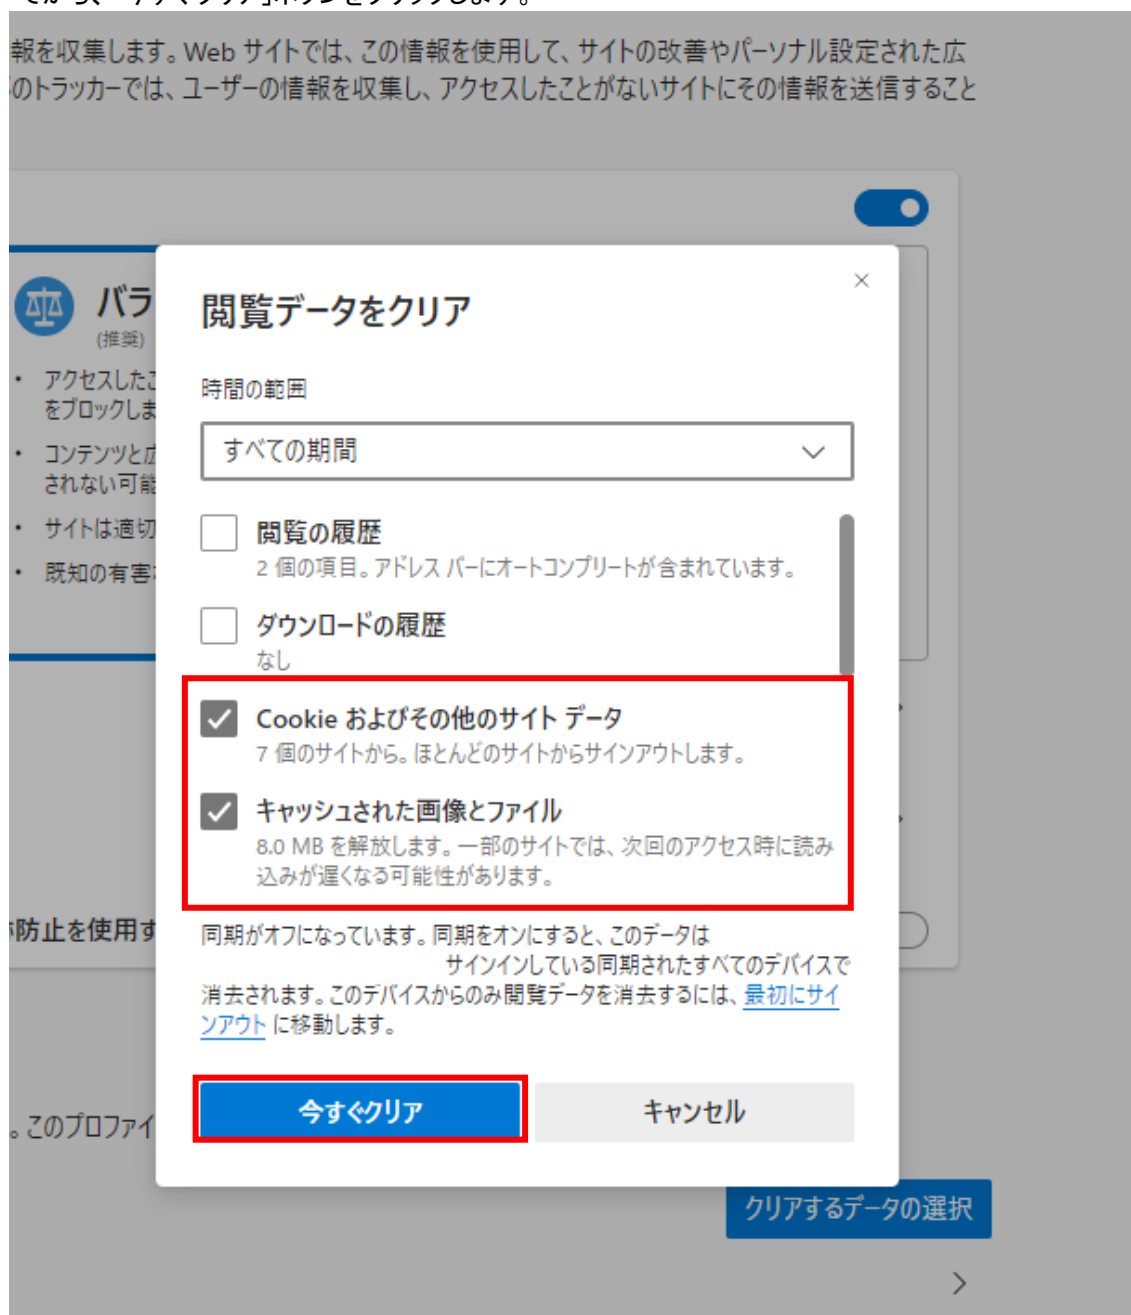 報を収集します。Web サイトでは、この情報を使用して、サイトの改善やパーソナル設定された広
のトラッカーでは、ユーザーの情報を収集し、アクセスしたことがないサイトにその情報を送信すること
バラ
(推奨)
・ アクセスしたこ
をブロックしま
・ コンテンツと広
されない可能
・ サイトは適切
・ 既知の有害
閲覧データをクリア
時間の範囲
すべての期間
閲覧の履歴
2 個の項目。アドレス バーにオートコンプリートが含まれています。
ダウンロードの履歴
なし
Cookie およびその他のサイト データ
7 個のサイトから。ほとんどのサイトからサインアウトします。
キャッシュされた画像とファイル
8.0 MB を解放します。一部のサイトでは、次回のアクセス時に読み
込みが遅くなる可能性があります。
防止を使用す
同期がオフになっています。同期をオンにすると、このデータは
サインインしている同期されたすべてのデバイスで
消去されます。このデバイスからのみ閲覧データを消去するには、最初にサイ
ンアウト に移動します。
今すぐクリア
キャンセル
。このプロファイ
クリアするデータの選択